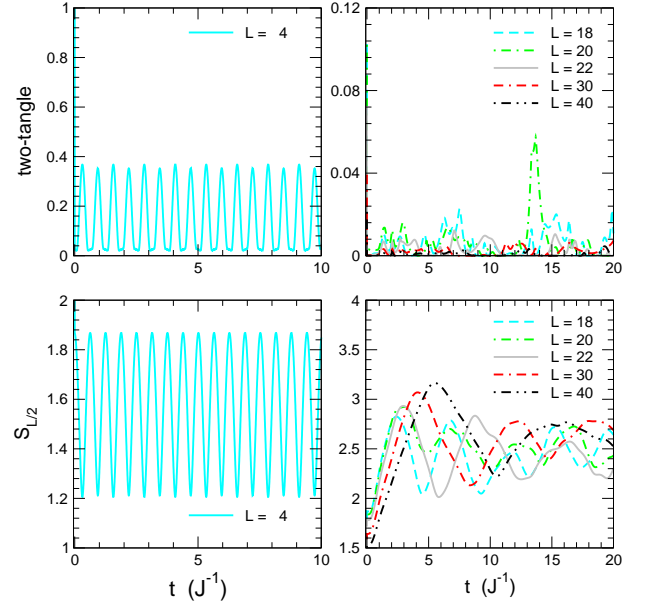 1
0.8
0.6
0.4
0.2
0
two-tangle
L = 4
0
5
10
0.12
0.08
0.04
0
L = 18
L = 20
L = 22
L = 30
L = 40
0
5
10
15
20
2
1.8
1.6
1.4
1.2
1
S_{L/2}
L = 4
0
5
10
t (J^{-1})
4
3.5
3
2.5
2
1.5
L = 18
L = 20
L = 22
L = 30
L = 40
0
5
10
15
20
t (J^{-1})